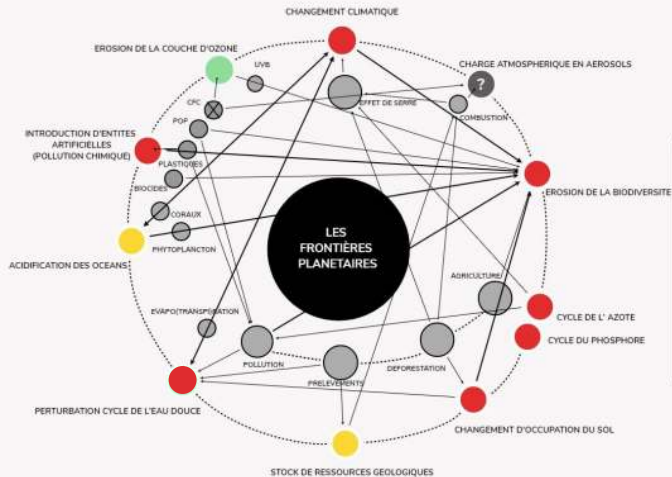 CHANGEMENT CLIMATIQUE
EROSION DE LA COUCHE D'OZONE
UVB
CHARGE ATMOSPHERIQUE EN AEROSOLS
?
CFC
EFFET DE SERRE
COMBUSTION
POP
INTRODUCTION D'ENTITES
ARTIFICIELLES
(POLLUTION CHIMIQUE)
PLASTIQUES
BIOCIDES
EROSION DE LA BIODIVERSITE
CORAUX
PHYTOPLANCTON
LES
FRONTIÈRES
PLANETAIRES
ACIDIFICATION DES OCEANS
AGRICULTURE
EVAPO(TRANSPIRATION
CYCLE DE L' AZOTE
CYCLE DU PHOSPHORE
POLLUTION
DEFORESTATION
PRELEVEMENTS
PERTURBATION CYCLE DE L'EAU DOUCE
CHANGEMENT D'OCCUPATION DU SOL
STOCK DE RESSOURCES GEOLOGIQUES